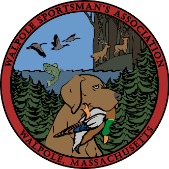 WALPOLE SPORTSMAN'S ASSOCIATION
WALPOLE, MASSACHUSETTS